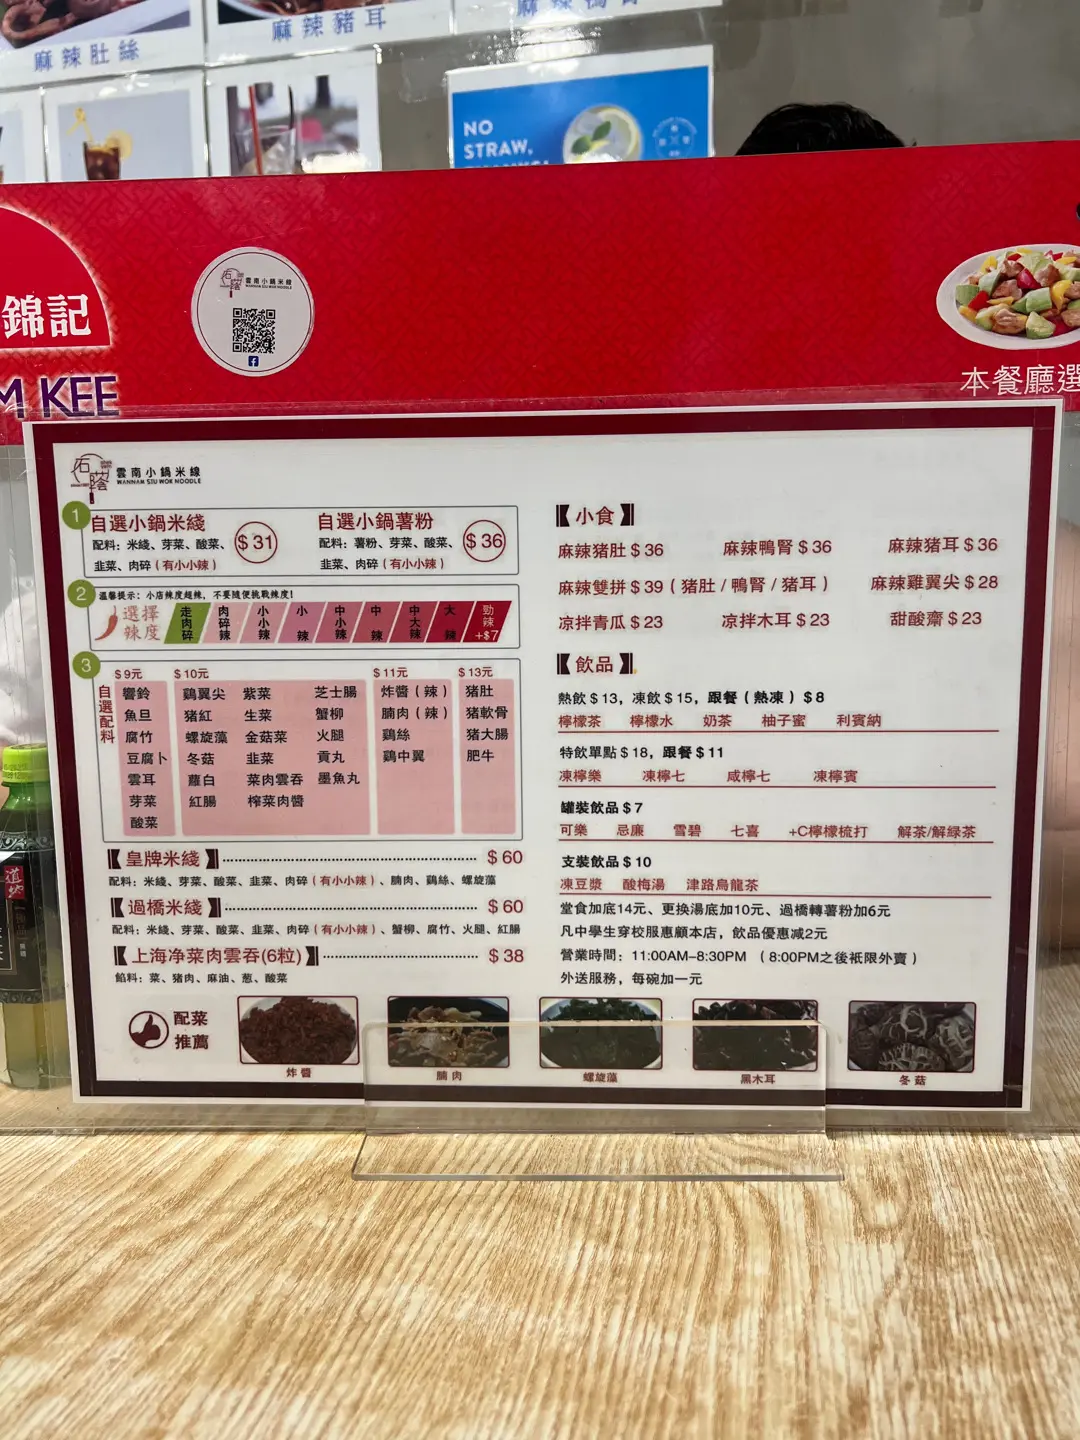 麻辣肚絲
麻辣豬耳
NO
STRAW,
錦記
M KEE
雲南小鍋米線
WANNAM SIU WOK NOODLE
本餐廳選
石蔭
雲南小鍋米線
WANNAM SIU WOK NOODLE
1
自選小鍋米綫 $31
配料：米綫、芽菜、酸菜、
韭菜、肉碎（有小小辣）
自選小鍋薯粉 $36
配料：薯粉、芽菜、酸菜、
韭菜、肉碎（有小小辣）
2
溫馨提示：小店辣度超辣，不要隨便挑戰辣度！
選擇辣度
走肉碎 肉碎辣 小小辣 小辣 中小辣 中辣 中大辣 大辣 勁辣+$7
3
自選配料
$9元
響鈴
魚旦
腐竹
豆腐卜
雲耳
芽菜
酸菜
$10元
鷄翼尖 紫菜 芝士腸
猪紅 生菜 蟹柳
螺旋藻 金菇菜 火腿
冬菇 韭菜 貢丸
蘿白 菜肉雲吞 墨魚丸
紅腸 榨菜肉醬
$11元
炸醬（辣）
腩肉（辣）
鷄絲
鷄中翼
$13元
猪肚
猪軟骨
猪大腸
肥牛
【皇牌米綫】 $60
配料：米綫、芽菜、酸菜、韭菜、肉碎（有小小辣）、腩肉、鷄絲、螺旋藻
【過橋米綫】 $60
配料：米綫、芽菜、酸菜、韭菜、肉碎（有小小辣）、蟹柳、腐竹、火腿、紅腸
【上海净菜肉雲吞(6粒)】 $38
餡料：菜、猪肉、麻油、葱、酸菜
【小食】
麻辣猪肚$36 麻辣鴨腎$36 麻辣猪耳$36
麻辣雙拼$39（猪肚/鴨腎/猪耳） 麻辣雞翼尖$28
凉拌青瓜$23 凉拌木耳$23 甜酸齋$23
【飲品】
熱飲$13，凍飲$15，跟餐（熱凍）$8
檸檬茶 檸檬水 奶茶 柚子蜜 利賓納
特飲單點$18，跟餐$11
凍檸樂 凍檸七 咸檸七 凍檸賓
罐裝飲品$7
可樂 忌廉 雪碧 七喜 +C檸檬梳打 解茶/解緑茶
支裝飲品$10
凍豆漿 酸梅湯 津路烏龍茶
堂食加底14元、更换湯底加10元、過橋轉薯粉加6元
凡中學生穿校服惠顧本店，飲品優惠减2元
營業時間：11:00AM–8:30PM （8:00PM之後衹限外賣）
外送服務，每碗加一元
配菜
推薦
炸醬
腩肉
螺旋藻
黑木耳
冬菇
道地